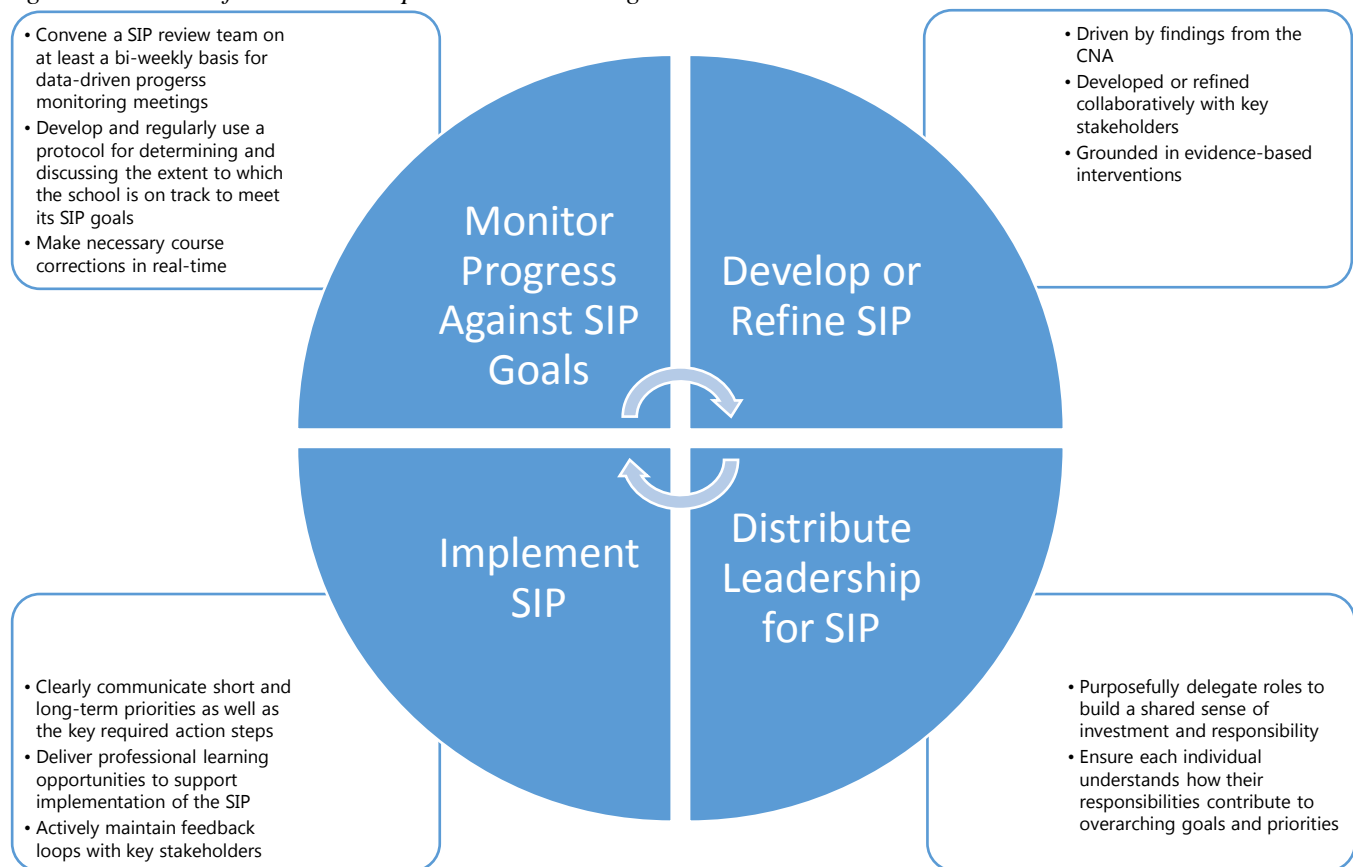 • Convene a SIP review team on
at least a bi-weekly basis for
data-driven progerss
monitoring meetings
• Develop and regularly use a
protocol for determining and
discussing the extent to which
the school is on track to meet
its SIP goals
• Make necessary course
corrections in real-time
• Driven by findings from the
CNA
• Developed or refined
collaboratively with key
stakeholders
• Grounded in evidence-based
interventions
Monitor
Progress
Against SIP
Goals
Develop or
Refine SIP
Implement
SIP
Distribute
Leadership
for SIP
• Clearly communicate short and
long-term priorities as well as
the key required action steps
• Deliver professional learning
opportunities to support
implementation of the SIP
• Actively maintain feedback
loops with key stakeholders
• Purposefully delegate roles to
build a shared sense of
investment and responsibility
• Ensure each individual
understands how their
responsibilities contribute to
overarching goals and priorities